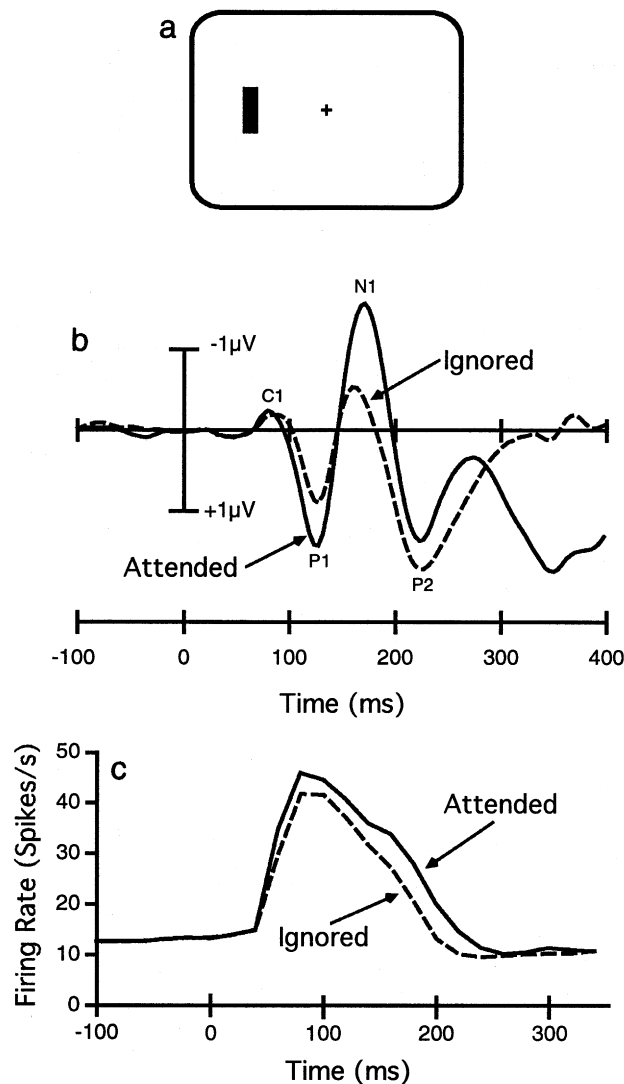 a
+
b
N1
-1µV
Ignored
C1
+1µV
Attended
P1
P2
-100 0 100 200 300 400
Time (ms)
c
Firing Rate (Spikes/s)
50
40
Attended
30
20
Ignored
10
0
-100 0 100 200 300
Time (ms)